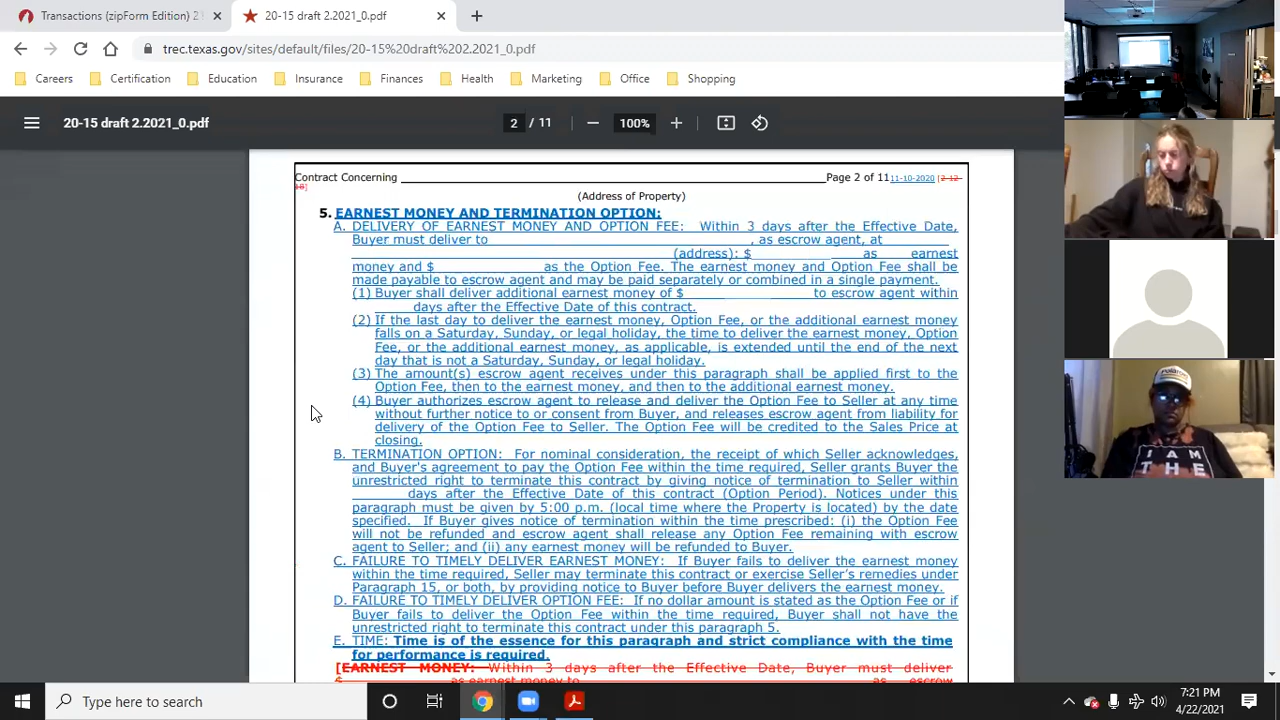 Transactions (zipForm Edition) 2
20-15 draft 2.2021_0.pdf
trec.texas.gov/sites/default/files/20-15%20draft%202.2021_0.pdf
Careers Certification Education Insurance Finances Health Marketing Office Shopping
20-15 draft 2.2021_0.pdf
2 / 11
100%
Contract Concerning ____ Page 2 of 11 11-10-2020 [2-12-
18]
(Address of Property)
5. EARNEST MONEY AND TERMINATION OPTION:
A. DELIVERY OF EARNEST MONEY AND OPTION FEE: Within 3 days after the Effective Date,
Buyer must deliver to ____, as escrow agent, at ____
____ (address): $____ as earnest
money and $____ as the Option Fee. The earnest money and Option Fee shall be
made payable to escrow agent and may be paid separately or combined in a single payment.
(1) Buyer shall deliver additional earnest money of $____ to escrow agent within
____ days after the Effective Date of this contract.
(2) If the last day to deliver the earnest money, Option Fee, or the additional earnest money
falls on a Saturday, Sunday, or legal holiday, the time to deliver the earnest money, Option
Fee, or the additional earnest money, as applicable, is extended until the end of the next
day that is not a Saturday, Sunday, or legal holiday.
(3) The amount(s) escrow agent receives under this paragraph shall be applied first to the
Option Fee, then to the earnest money, and then to the additional earnest money.
(4) Buyer authorizes escrow agent to release and deliver the Option Fee to Seller at any time
without further notice to or consent from Buyer, and releases escrow agent from liability for
delivery of the Option Fee to Seller. The Option Fee will be credited to the Sales Price at
closing.
B. TERMINATION OPTION: For nominal consideration, the receipt of which Seller acknowledges,
and Buyer's agreement to pay the Option Fee within the time required, Seller grants Buyer the
unrestricted right to terminate this contract by giving notice of termination to Seller within
____ days after the Effective Date of this contract (Option Period). Notices under this
paragraph must be given by 5:00 p.m. (local time where the Property is located) by the date
specified. If Buyer gives notice of termination within the time prescribed: (i) the Option Fee
will not be refunded and escrow agent shall release any Option Fee remaining with escrow
agent to Seller; and (ii) any earnest money will be refunded to Buyer.
C. FAILURE TO TIMELY DELIVER EARNEST MONEY: If Buyer fails to deliver the earnest money
within the time required, Seller may terminate this contract or exercise Seller's remedies under
Paragraph 15, or both, by providing notice to Buyer before Buyer delivers the earnest money.
D. FAILURE TO TIMELY DELIVER OPTION FEE: If no dollar amount is stated as the Option Fee or if
Buyer fails to deliver the Option Fee within the time required, Buyer shall not have the
unrestricted right to terminate this contract under this paragraph 5.
E. TIME: Time is of the essence for this paragraph and strict compliance with the time
for performance is required.
[EARNEST MONEY: Within 3 days after the Effective Date, Buyer must deliver
$____ as earnest money to ____ as escrow
I AM
THE
Type here to search
7:21 PM
4/22/2021